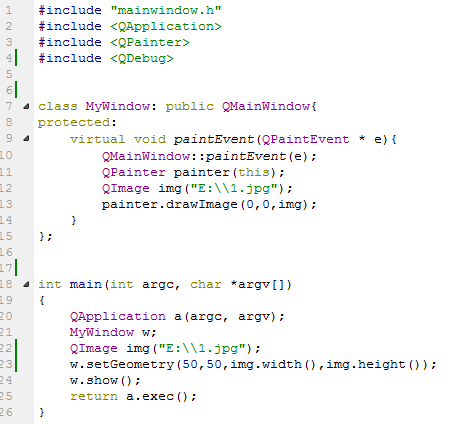 1 #include "mainwindow.h"
2 #include <QApplication>
3 #include <QPainter>
4 #include <QDebug>
5
6
7 class MyWindow: public QMainWindow{
8 protected:
9     virtual void paintEvent(QPaintEvent * e){
10         QMainWindow::paintEvent(e);
11         QPainter painter(this);
12         QImage img("E:\\1.jpg");
13         painter.drawImage(0,0,img);
14     }
15 };
16
17
18 int main(int argc, char *argv[])
19 {
20     QApplication a(argc, argv);
21     MyWindow w;
22     QImage img("E:\\1.jpg");
23     w.setGeometry(50,50,img.width(),img.height());
24     w.show();
25     return a.exec();
26 }